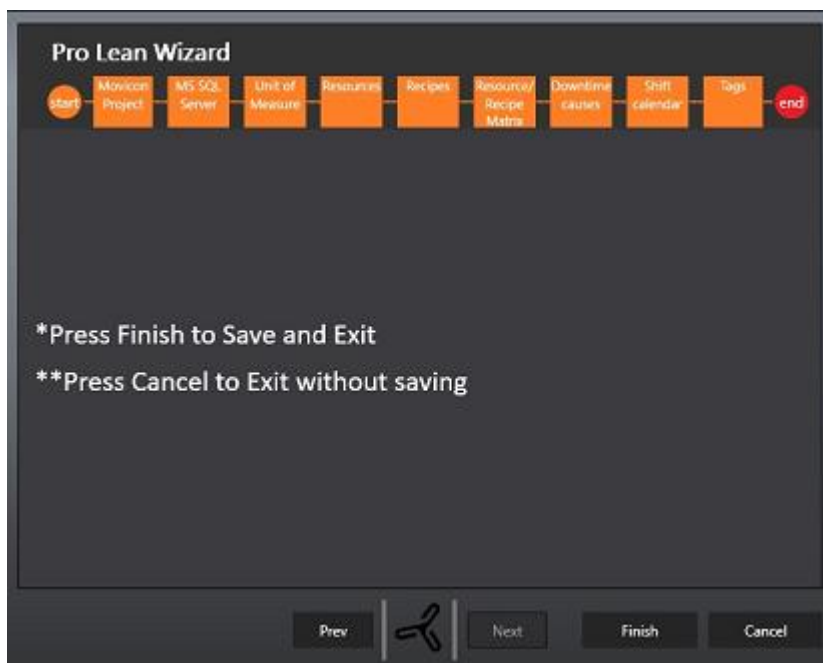 Pro Lean Wizard
start
Movicon
Project
MS SQL
Server
Unit of
Measure
Resources
Recipes
Resource/
Recipe
Matrix
Downtime
causes
Shift
calendar
Tags
end
*Press Finish to Save and Exit
**Press Cancel to Exit without saving
Prev
Next
Finish
Cancel